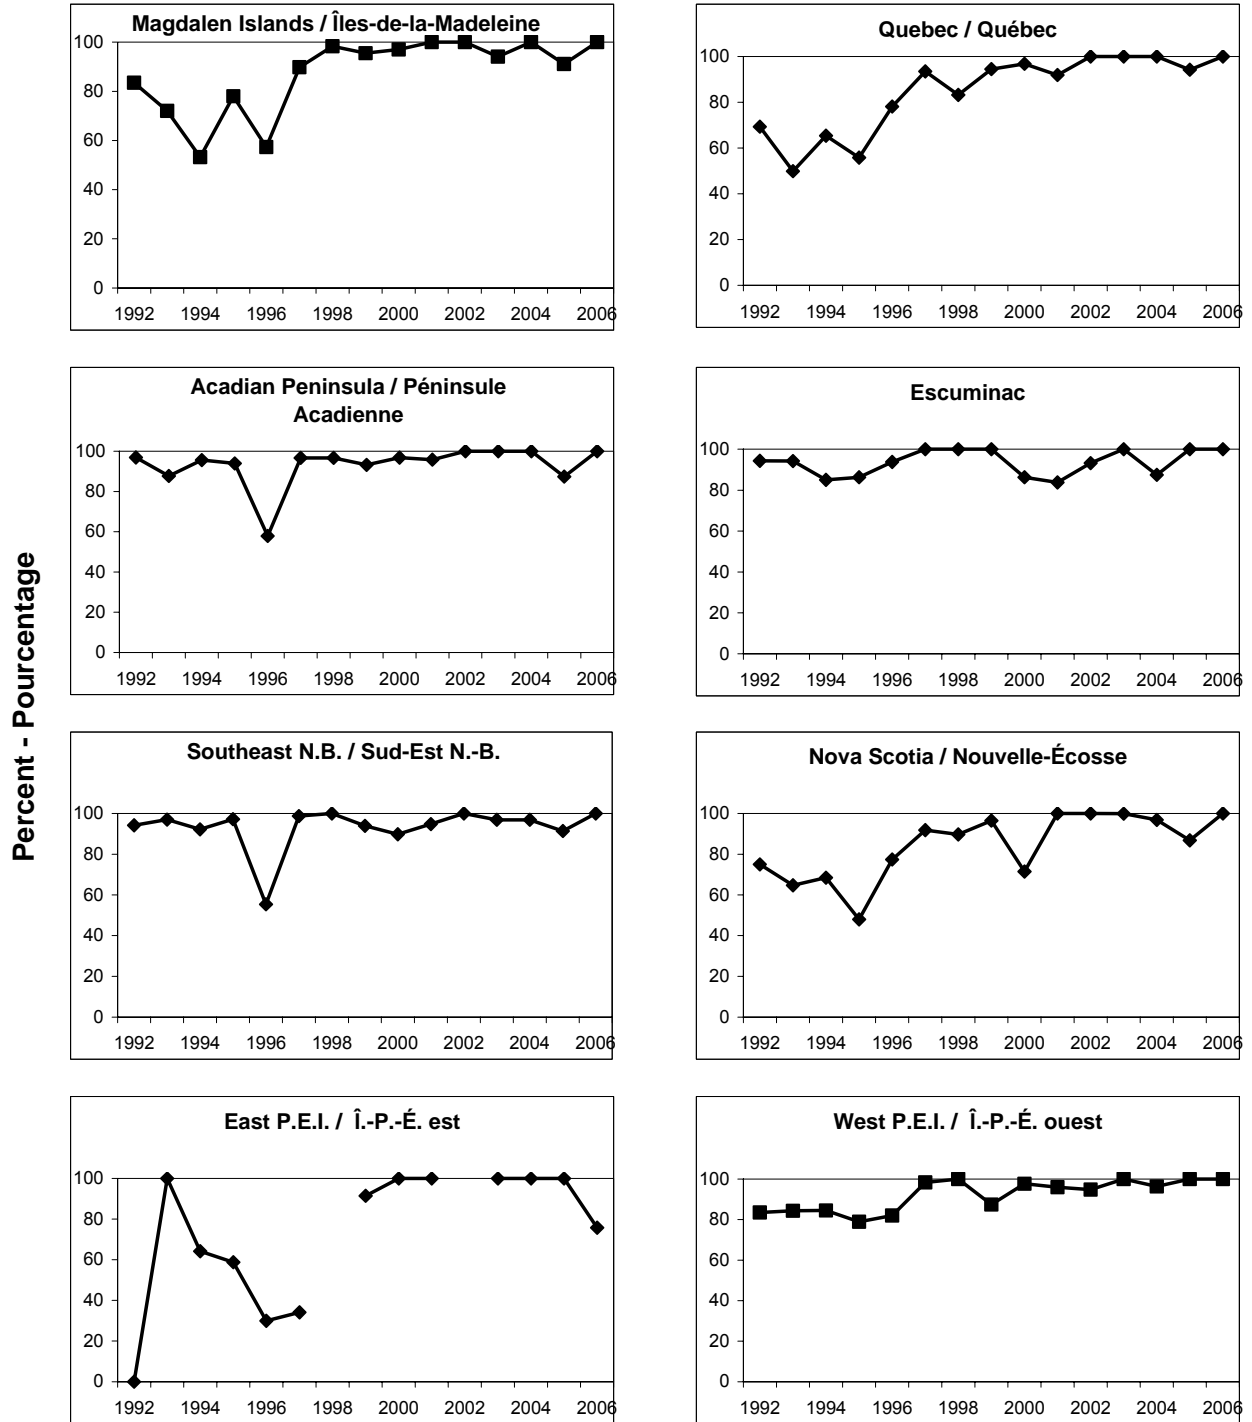 Percent - Pourcentage
Magdalen Islands / Îles-de-la-Madeleine
100
80
60
40
20
0
1992 1994 1996 1998 2000 2002 2004 2006
Quebec / Québec
100
80
60
40
20
0
1992 1994 1996 1998 2000 2002 2004 2006
Acadian Peninsula / Péninsule
Acadienne
100
80
60
40
20
0
1992 1994 1996 1998 2000 2002 2004 2006
Escuminac
100
80
60
40
20
0
1992 1994 1996 1998 2000 2002 2004 2006
Southeast N.B. / Sud-Est N.-B.
100
80
60
40
20
0
1992 1994 1996 1998 2000 2002 2004 2006
Nova Scotia / Nouvelle-Écosse
100
80
60
40
20
0
1992 1994 1996 1998 2000 2002 2004 2006
East P.E.I. / Î.-P.-É. est
100
80
60
40
20
0
1992 1994 1996 1998 2000 2002 2004 2006
West P.E.I. / Î.-P.-É. ouest
100
80
60
40
20
0
1992 1994 1996 1998 2000 2002 2004 2006